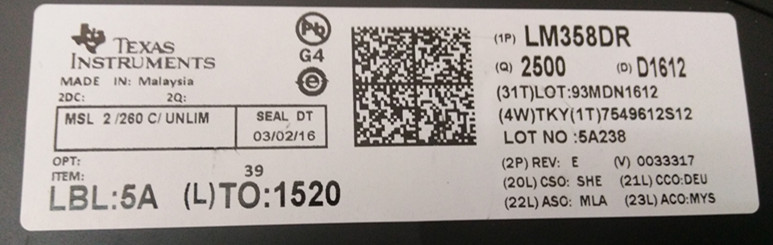 TEXAS
INSTRUMENTS
MADE IN: Malaysia
2DC: 2Q:
MSL 2 /260 C/ UNLIM
SEAL DT
03/02/16
OPT:
ITEM:
39
LBL:5A (L)TO:1520
Pb
G4
e
(1P) LM358DR
(Q) 2500 (D) D1612
(31T)LOT:93MDN1612
(4W)TKY(1T)7549612S12
LOT NO :5A238
(2P) REV: E (V) 0033317
(20L) CSO: SHE (21L) CCO:DEU
(22L) ASO: MLA (23L) ACO:MYS